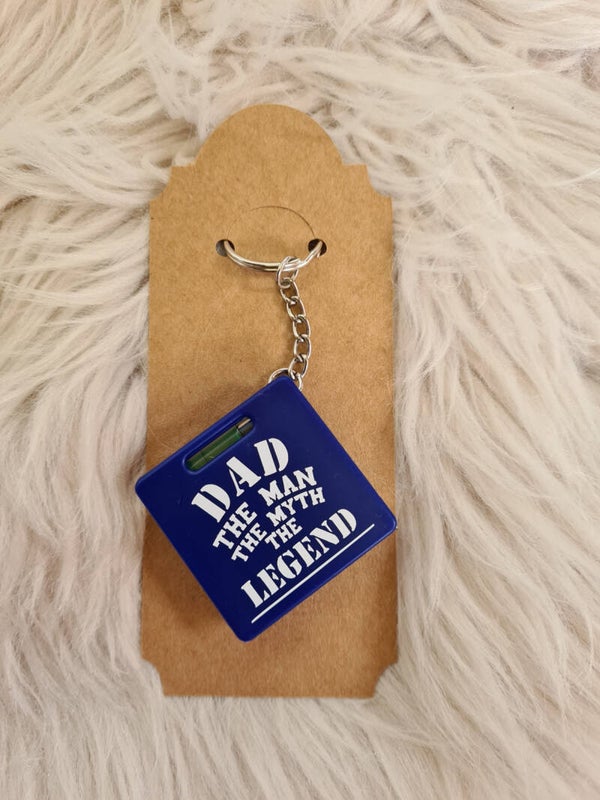 DAD
THE MAN
THE MYTH
THE
LEGEND